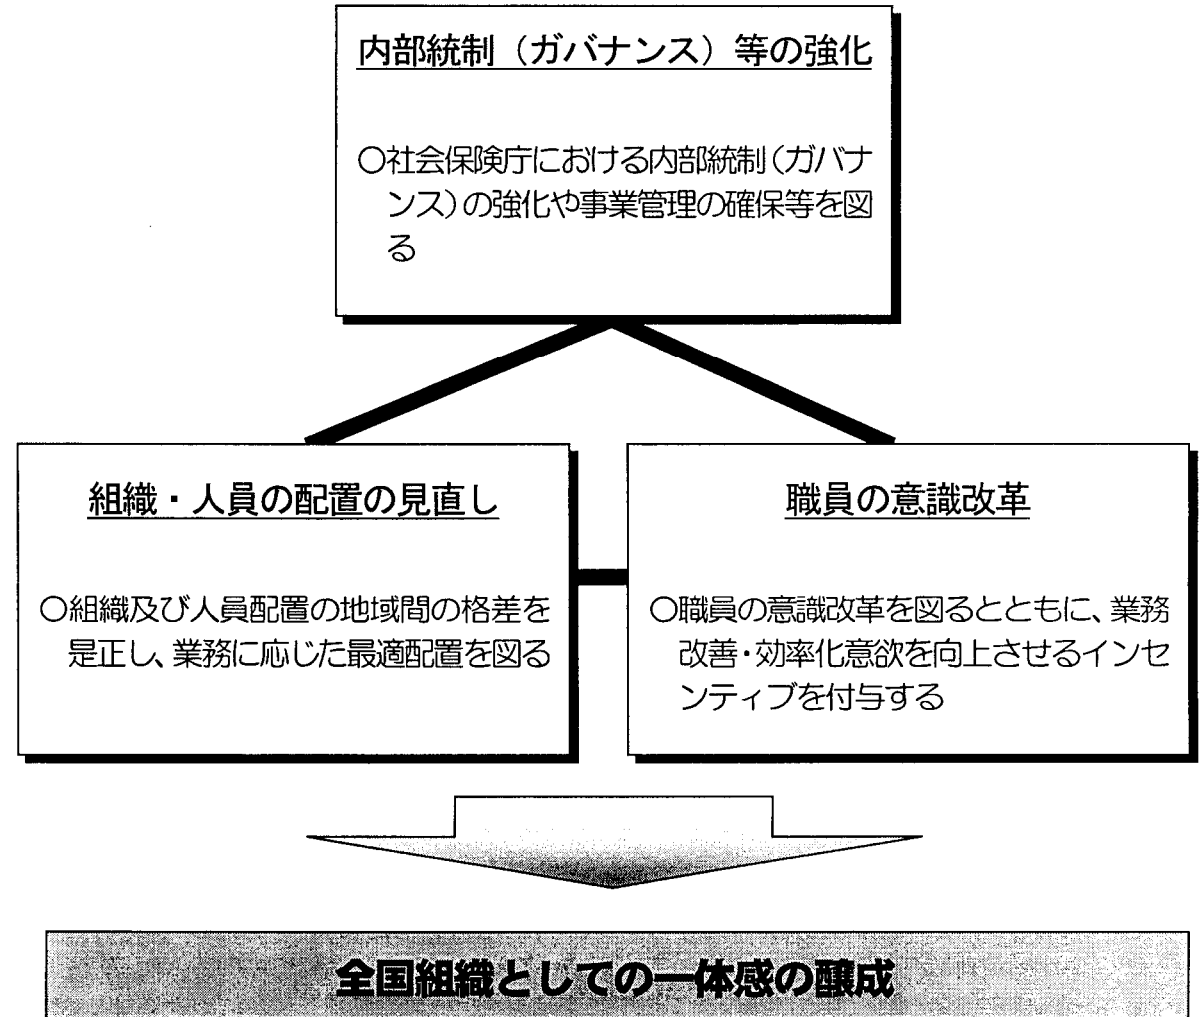 内部統制（ガバナンス）等の強化
○社会保険庁における内部統制（ガバナ
ンス）の強化や事業管理の確保等を図
る
組織・人員の配置の見直し
○組織及び人員配置の地域間の格差を
是正し、業務に応じた最適配置を図る
職員の意識改革
○職員の意識改革を図るとともに、業務
改善・効率化意欲を向上させるインセ
ンティブを付与する
全国組織としての一体感の醸成